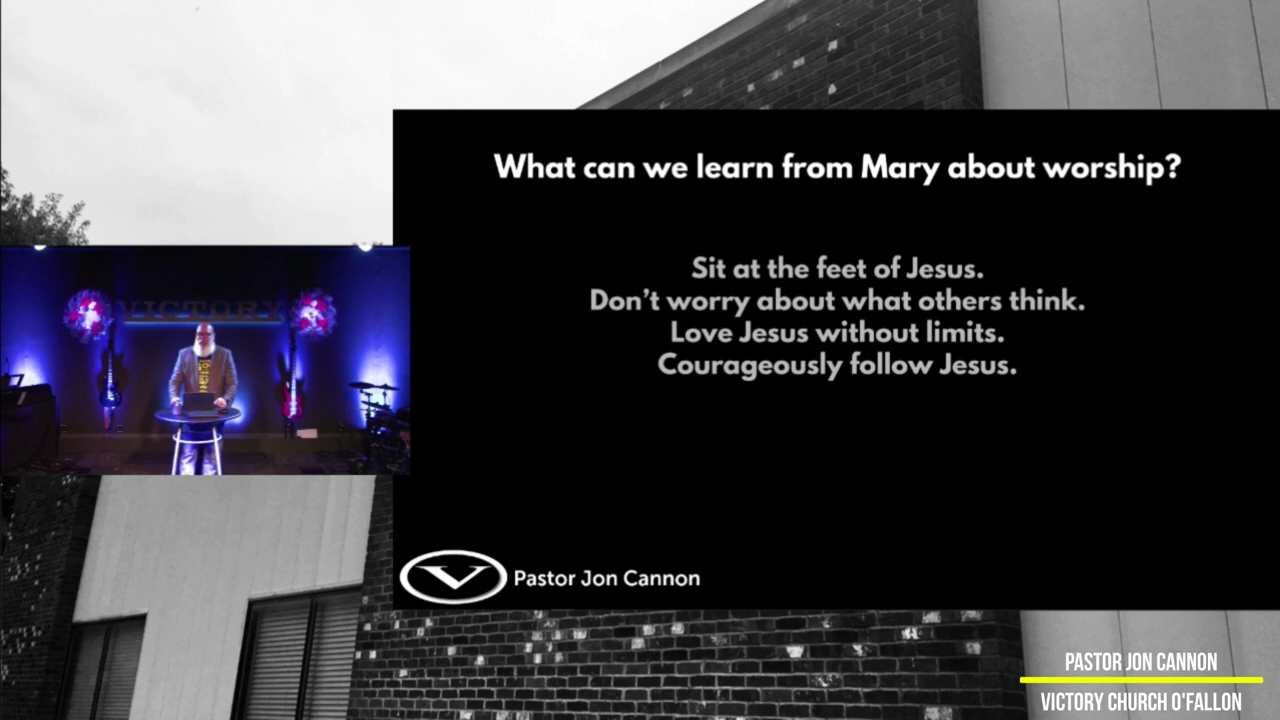 What can we learn from Mary about worship?
Sit at the feet of Jesus.
Don't worry about what others think.
Love Jesus without limits.
Courageously follow Jesus.
VICTORY
V Pastor Jon Cannon
PASTOR JON CANNON
VICTORY CHURCH O'FALLON